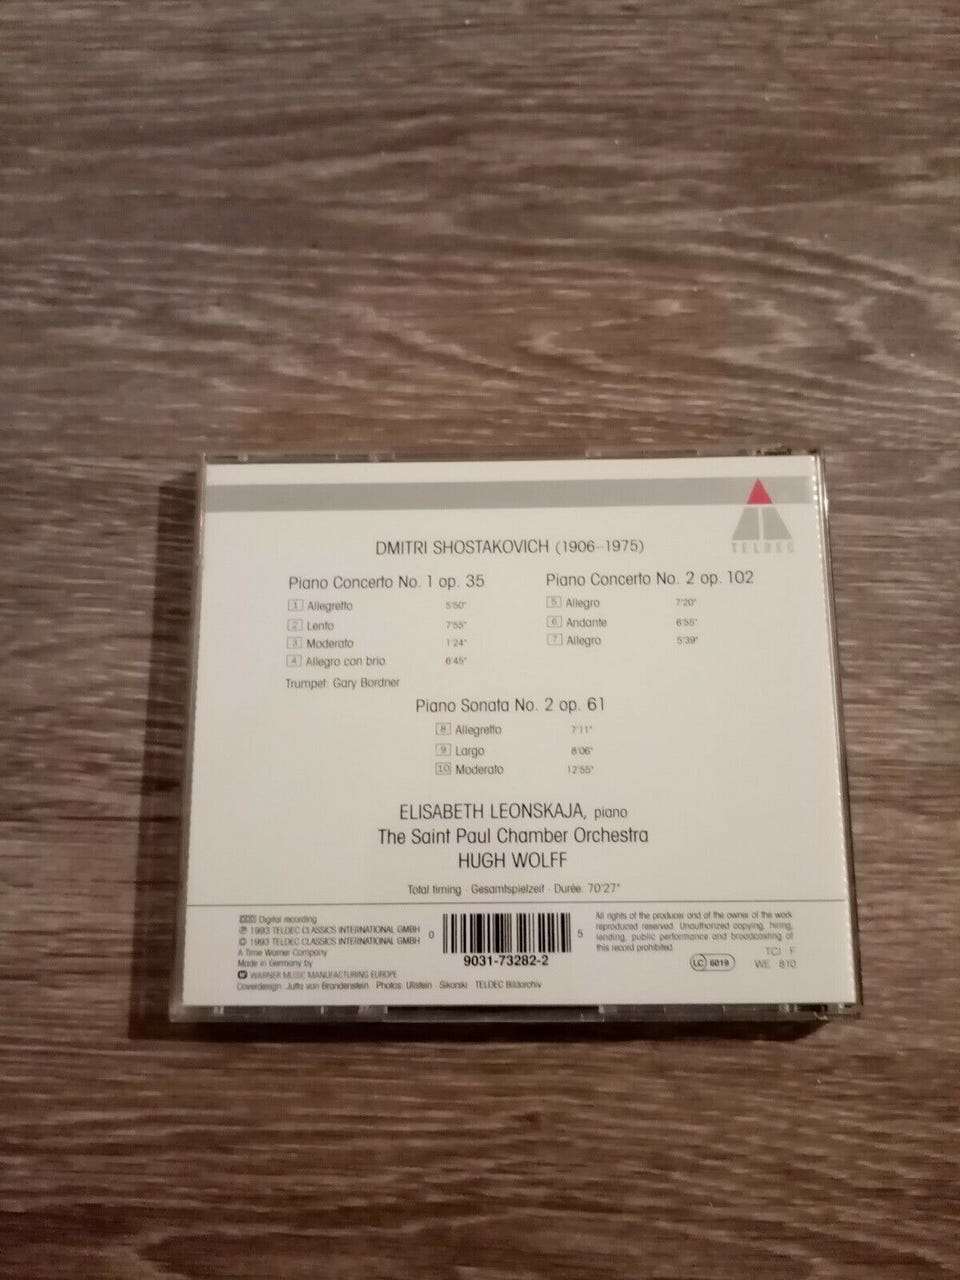 TELDEC
DMITRI SHOSTAKOVICH (1906–1975)
Piano Concerto No. 1 op. 35
1 Allegretto 5'50"
2 Lento 7'55"
3 Moderato 1'24"
4 Allegro con brio 6'45"
Trumpet: Gary Bordner
Piano Concerto No. 2 op. 102
5 Allegro 7'20"
6 Andante 6'55"
7 Allegro 5'39"
Piano Sonata No. 2 op. 61
8 Allegretto 7'11"
9 Largo 8'06"
10 Moderato 12'55"
ELISABETH LEONSKAJA, piano
The Saint Paul Chamber Orchestra
HUGH WOLFF
Total timing · Gesamtspielzeit · Durée: 70'27"
DDD Digital recording
℗ 1993 TELDEC CLASSICS INTERNATIONAL GMBH
© 1993 TELDEC CLASSICS INTERNATIONAL GMBH
A Time Warner Company
Made in Germany by
WARNER MUSIC MANUFACTURING EUROPE
Coverdesign: Jutta von Brandenstein Photos: Ullstein Sikorski TELDEC Bildarchiv
0 5
9031-73282-2
All rights of the producer and of the owner of the work
reproduced reserved. Unauthorized copying, hiring,
lending, public performance and broadcasting of
this record prohibited.
LC 6019
TCI F
WE 810